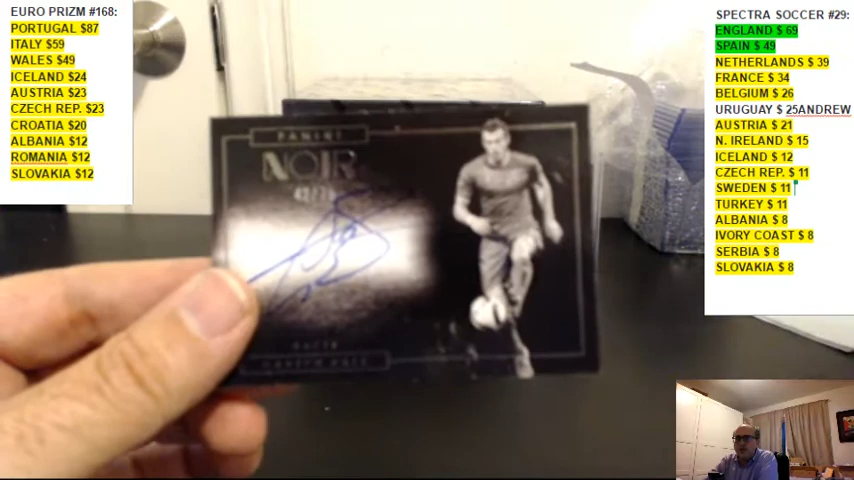 EURO PRIZM #168:
PORTUGAL $87
ITALY $59
WALES $49
ICELAND $24
AUSTRIA $23
CZECH REP. $23
CROATIA $20
ALBANIA $12
ROMANIA $12
SLOVAKIA $12
PANINI
NOIR
GARETH BALE
SPECTRA SOCCER #29:
ENGLAND $ 69
SPAIN $ 49
NETHERLANDS $ 39
FRANCE $ 34
BELGIUM $ 26
URUGUAY $ 25ANDREW
AUSTRIA $ 21
N. IRELAND $ 15
ICELAND $ 12
CZECH REP. $ 11
SWEDEN $ 11
TURKEY $ 11
ALBANIA $ 8
IVORY COAST $ 8
SERBIA $ 8
SLOVAKIA $ 8